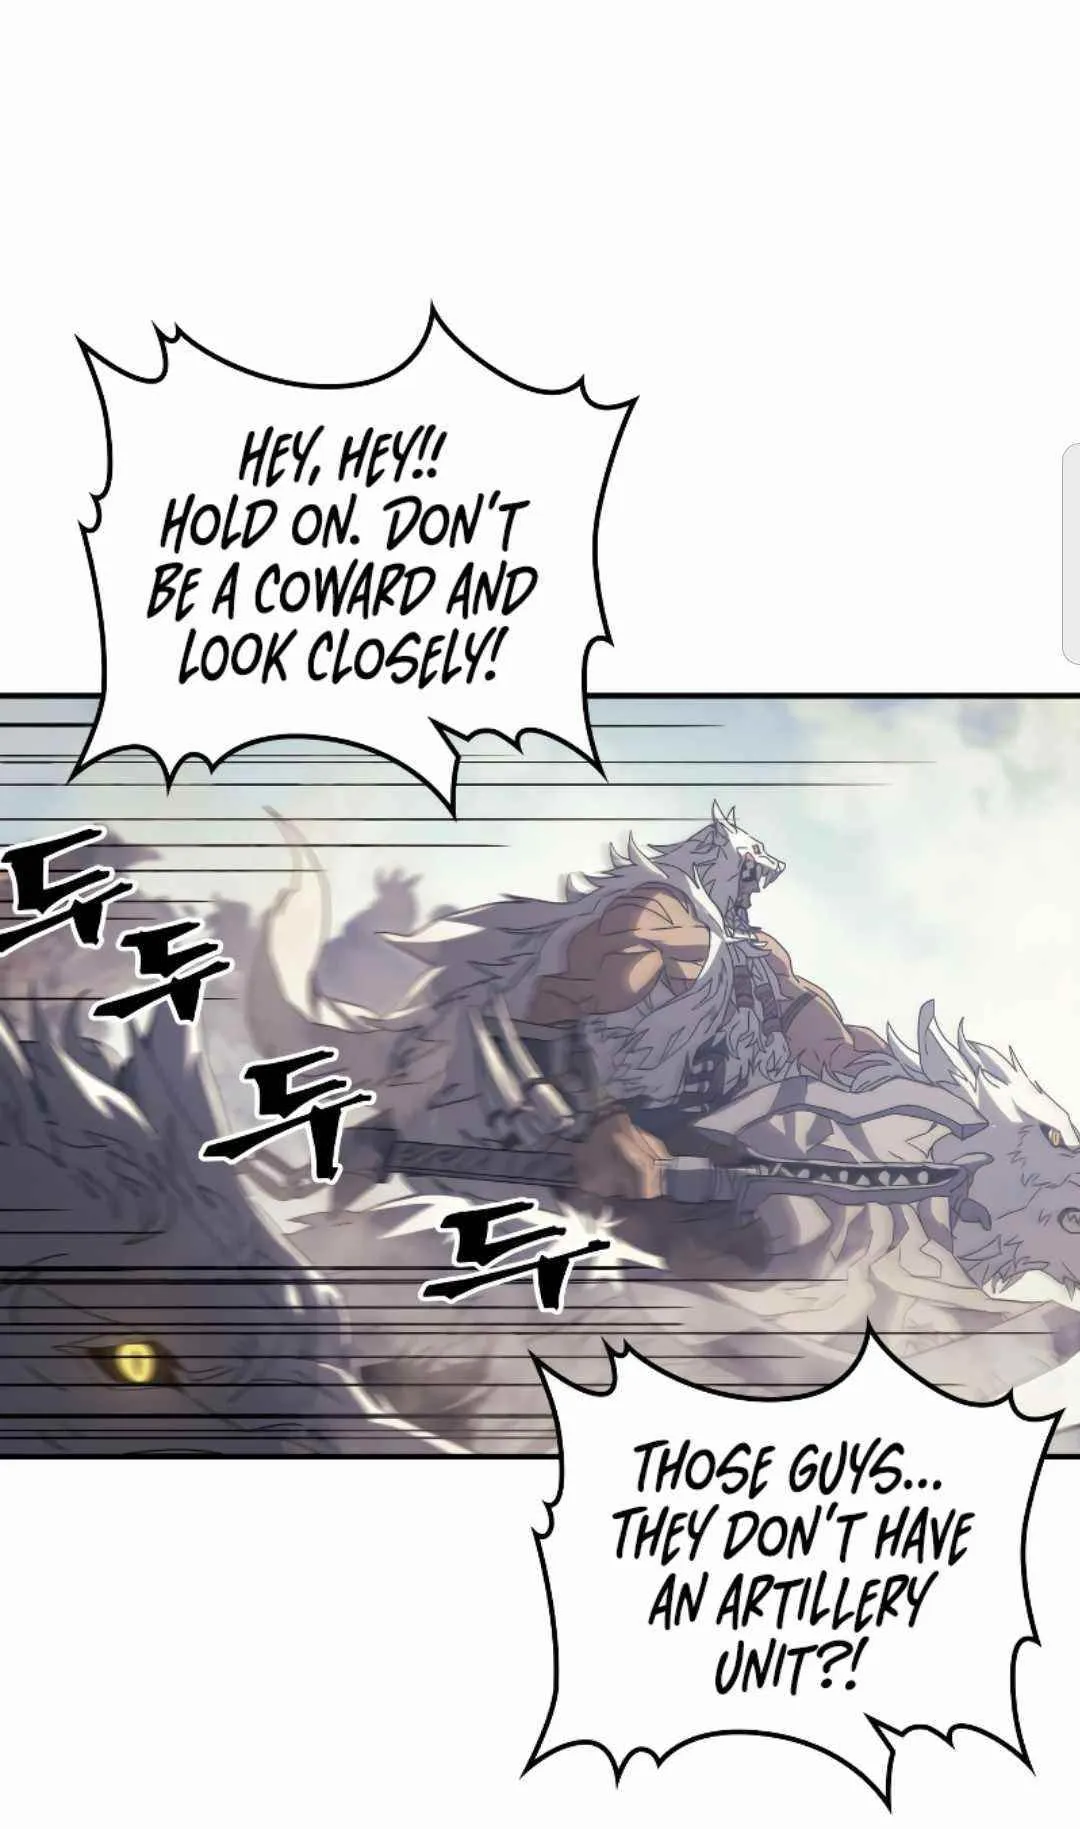 HEY, HEY!!
HOLD ON. DON'T
BE A COWARD AND
LOOK CLOSELY!
두
두
두
두
THOSE GUYS...
THEY DON'T HAVE
AN ARTILLERY
UNIT?!